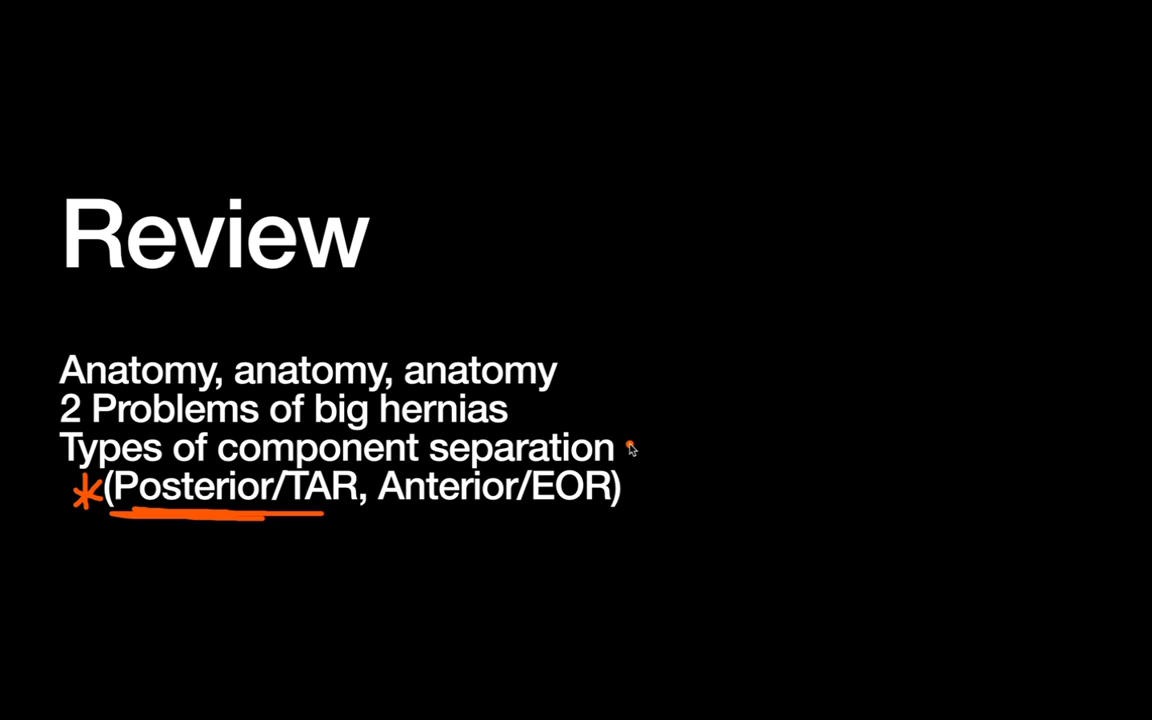 Review
Anatomy, anatomy, anatomy
2 Problems of big hernias
Types of component separation
*(Posterior/TAR, Anterior/EOR)